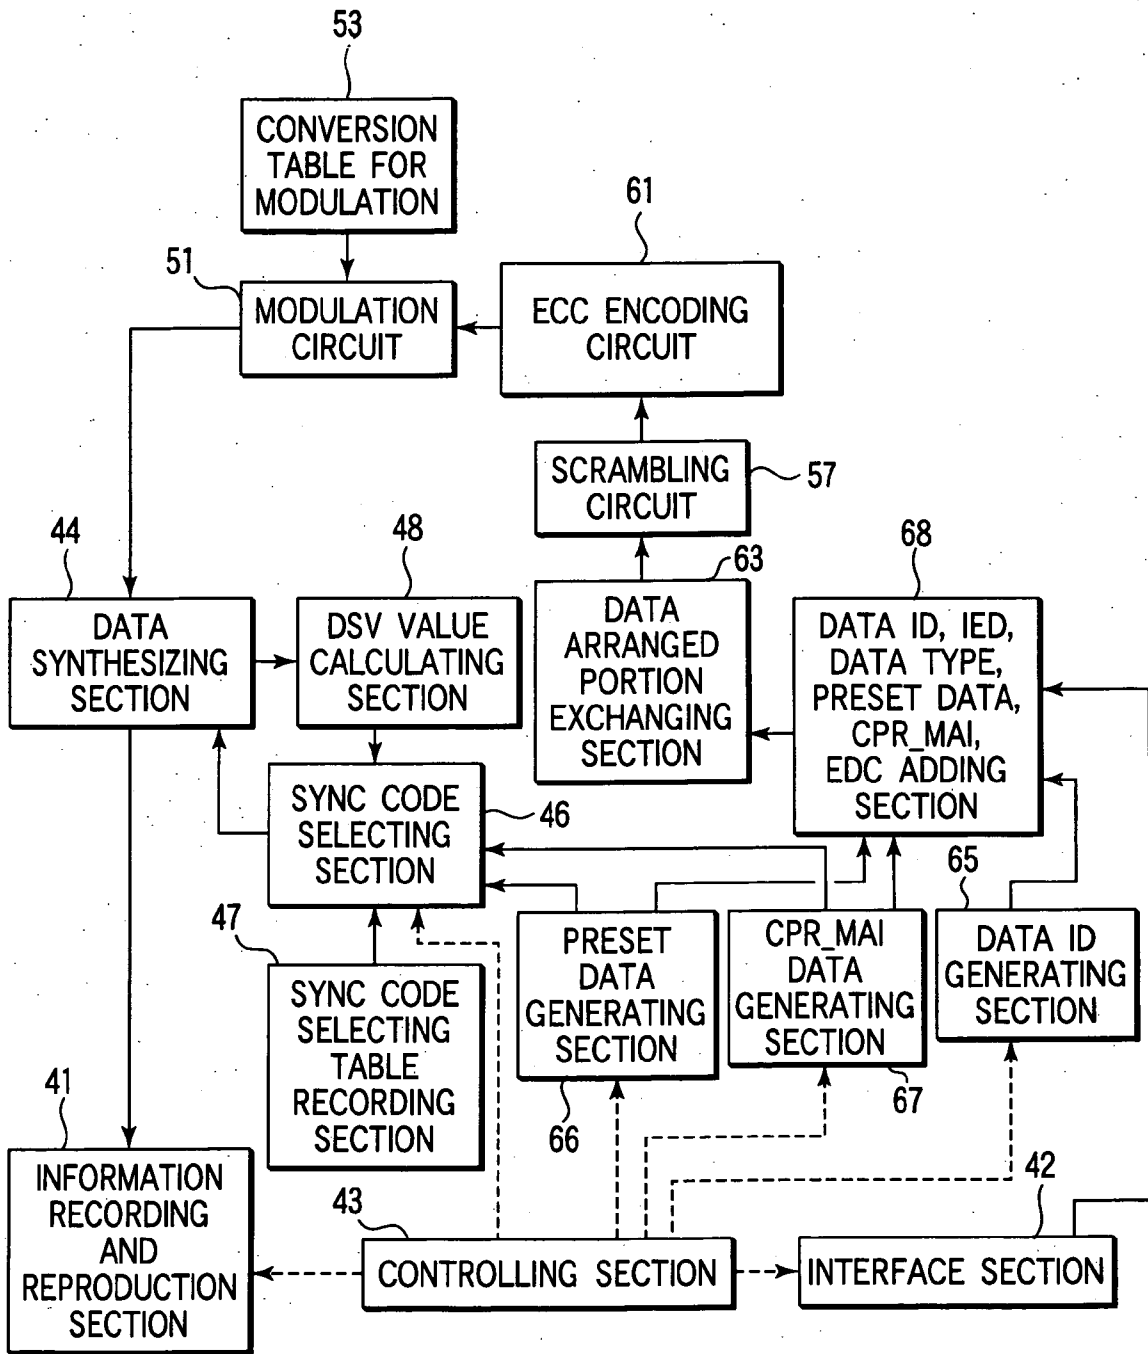 53
CONVERSION
TABLE FOR
MODULATION
61
51
MODULATION
CIRCUIT
ECC ENCODING
CIRCUIT
SCRAMBLING
CIRCUIT
57
44
48
63
68
DATA
SYNTHESIZING
SECTION
DSV VALUE
CALCULATING
SECTION
DATA
ARRANGED
PORTION
EXCHANGING
SECTION
DATA ID, IED,
DATA TYPE,
PRESET DATA,
CPR_MAI,
EDC ADDING
SECTION
SYNC CODE
SELECTING
SECTION
46
65
47
SYNC CODE
SELECTING
TABLE
RECORDING
SECTION
PRESET
DATA
GENERATING
SECTION
66
CPR_MAI
DATA
GENERATING
SECTION
67
DATA ID
GENERATING
SECTION
41
INFORMATION
RECORDING
AND
REPRODUCTION
SECTION
43
CONTROLLING SECTION
42
INTERFACE SECTION